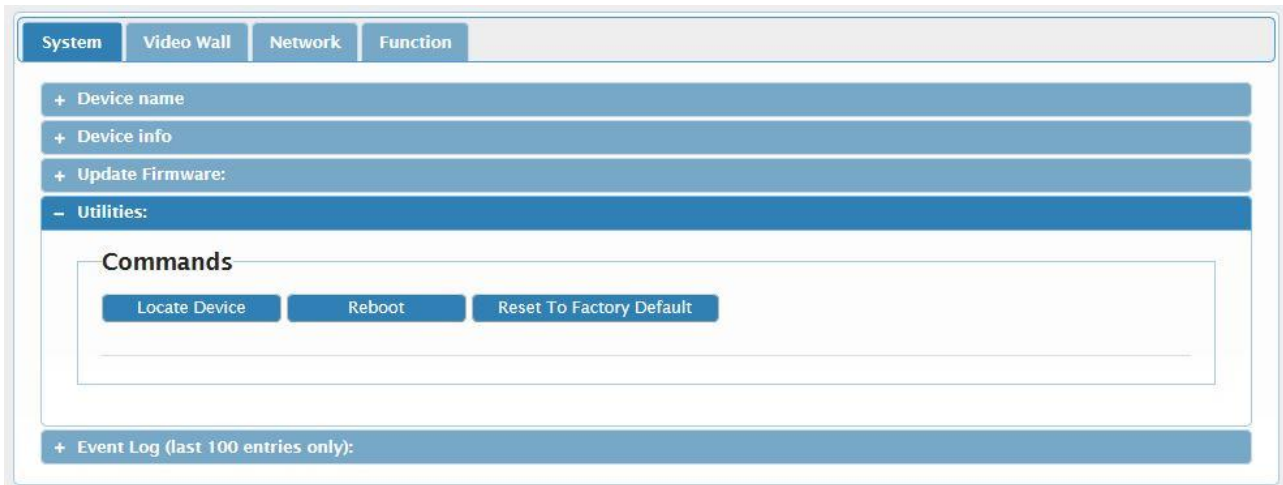 System Video Wall Network Function
+ Device name
+ Device info
+ Update Firmware:
– Utilities:
Commands
Locate Device Reboot Reset To Factory Default
+ Event Log (last 100 entries only):